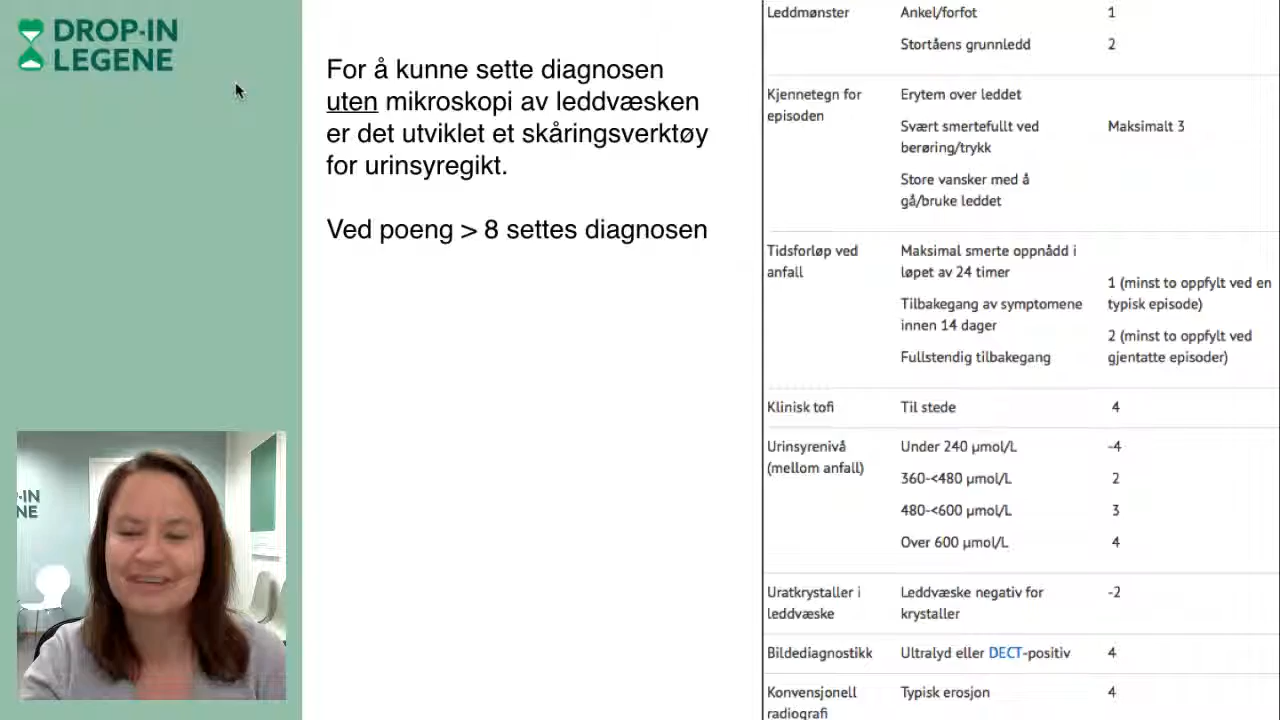 DROP-IN
LEGENE
For å kunne sette diagnosen
uten mikroskopi av leddvæsken
er det utviklet et skåringsverktøy
for urinsyregikt.
Ved poeng > 8 settes diagnosen
Leddmønster Ankel/forfot 1
Stortåens grunnledd 2
Kjennetegn for
episoden
Erytem over leddet
Svært smertefullt ved
berøring/trykk
Maksimalt 3
Store vansker med å
gå/bruke leddet
Tidsforløp ved
anfall
Maksimal smerte oppnådd i
løpet av 24 timer
Tilbakegang av symptomene
innen 14 dager
Fullstendig tilbakegang
1 (minst to oppfylt ved en
typisk episode)
2 (minst to oppfylt ved
gjentatte episoder)
Klinisk tofi Til stede 4
Urinsyrenivå
(mellom anfall)
Under 240 µmol/L -4
360-<480 µmol/L 2
480-<600 µmol/L 3
Over 600 µmol/L 4
Uratkrystaller i
leddvæske
Leddvæske negativ for
krystaller
-2
Bildediagnostikk Ultralyd eller DECT-positiv 4
Konvensjonell
radiografi
Typisk erosjon 4
-IN
NE